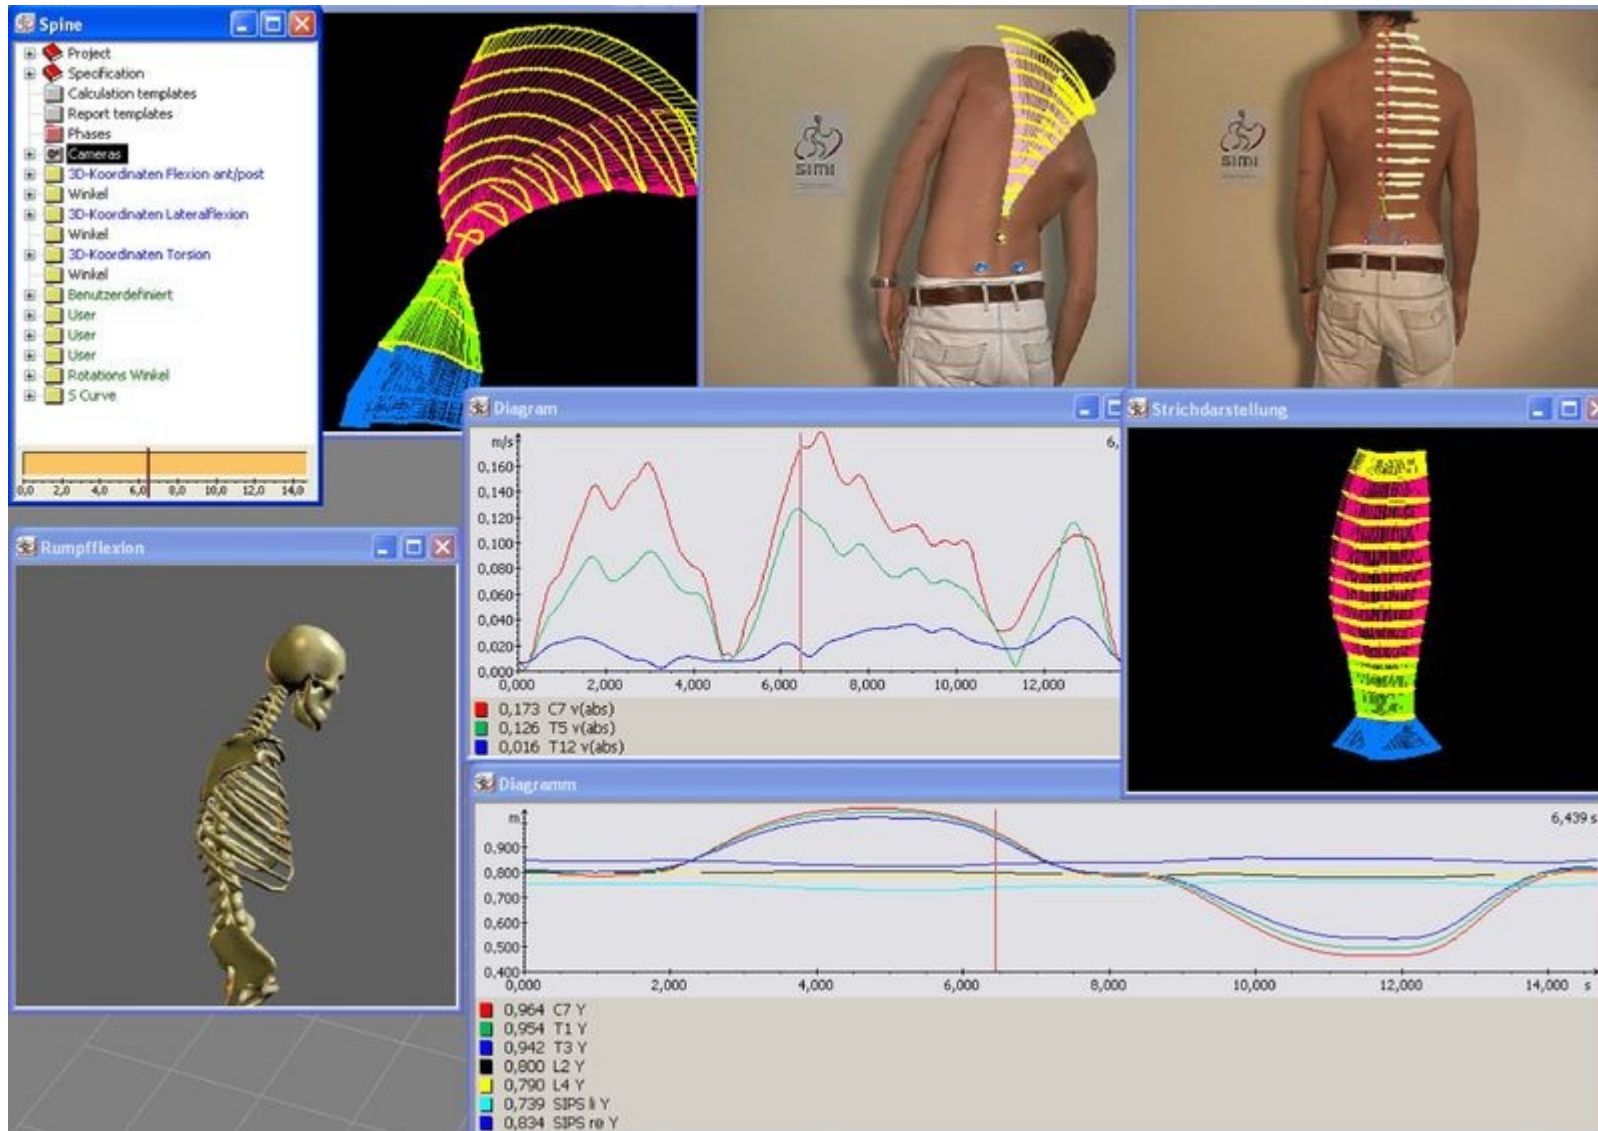 Spine
Project
Specification
Calculation templates
Report templates
Phases
Cameras
3D-Koordinaten Flexion ant/post
Winkel
3D-Koordinaten Lateralflexion
Winkel
3D-Koordinaten Torsion
Winkel
Benutzerdefiniert
User
User
User
Rotations Winkel
S Curve
0,0 2,0 4,0 6,0 8,0 10,0 12,0 14,0
SIMI
SIMI
Diagram
m/s
6,
0,160
0,140
0,120
0,100
0,080
0,060
0,040
0,020
0,000
0,000 2,000 4,000 6,000 8,000 10,000 12,000
0,173 C7 v(abs)
0,126 T5 v(abs)
0,016 T12 v(abs)
Strichdarstellung
Rumpfflexion
Diagramm
m
6,439 s
0,900
0,800
0,700
0,600
0,500
0,400
0,000 2,000 4,000 6,000 8,000 10,000 12,000 14,000 s
0,964 C7 Y
0,954 T1 Y
0,942 T3 Y
0,800 L2 Y
0,790 L4 Y
0,739 SIPS li Y
0,834 SIPS re Y